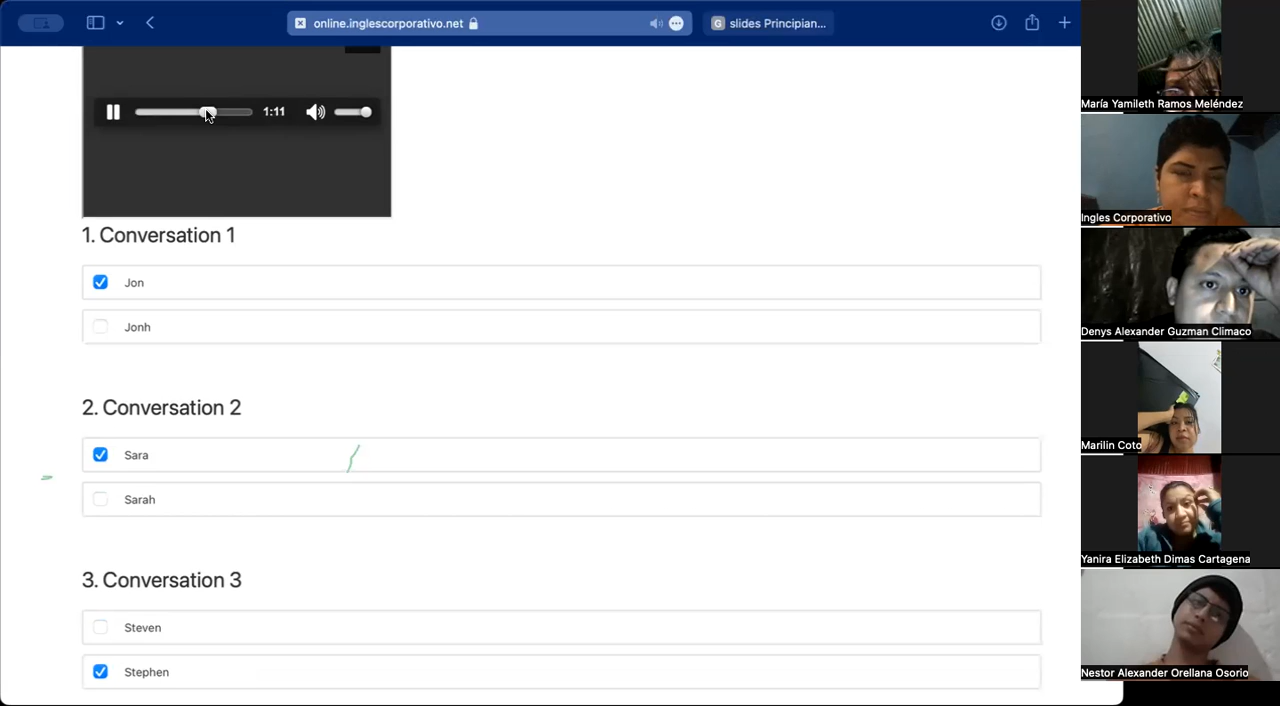 online.inglescorporativo.net
G slides Principian...
1:11
1. Conversation 1
Jon
Jonh
2. Conversation 2
Sara
Sarah
3. Conversation 3
Steven
Stephen
María Yamileth Ramos Meléndez
Ingles Corporativo
Denys Alexander Guzman Climaco
Marilin Coto
Yanira Elizabeth Dimas Cartagena
Nestor Alexander Orellana Osorio